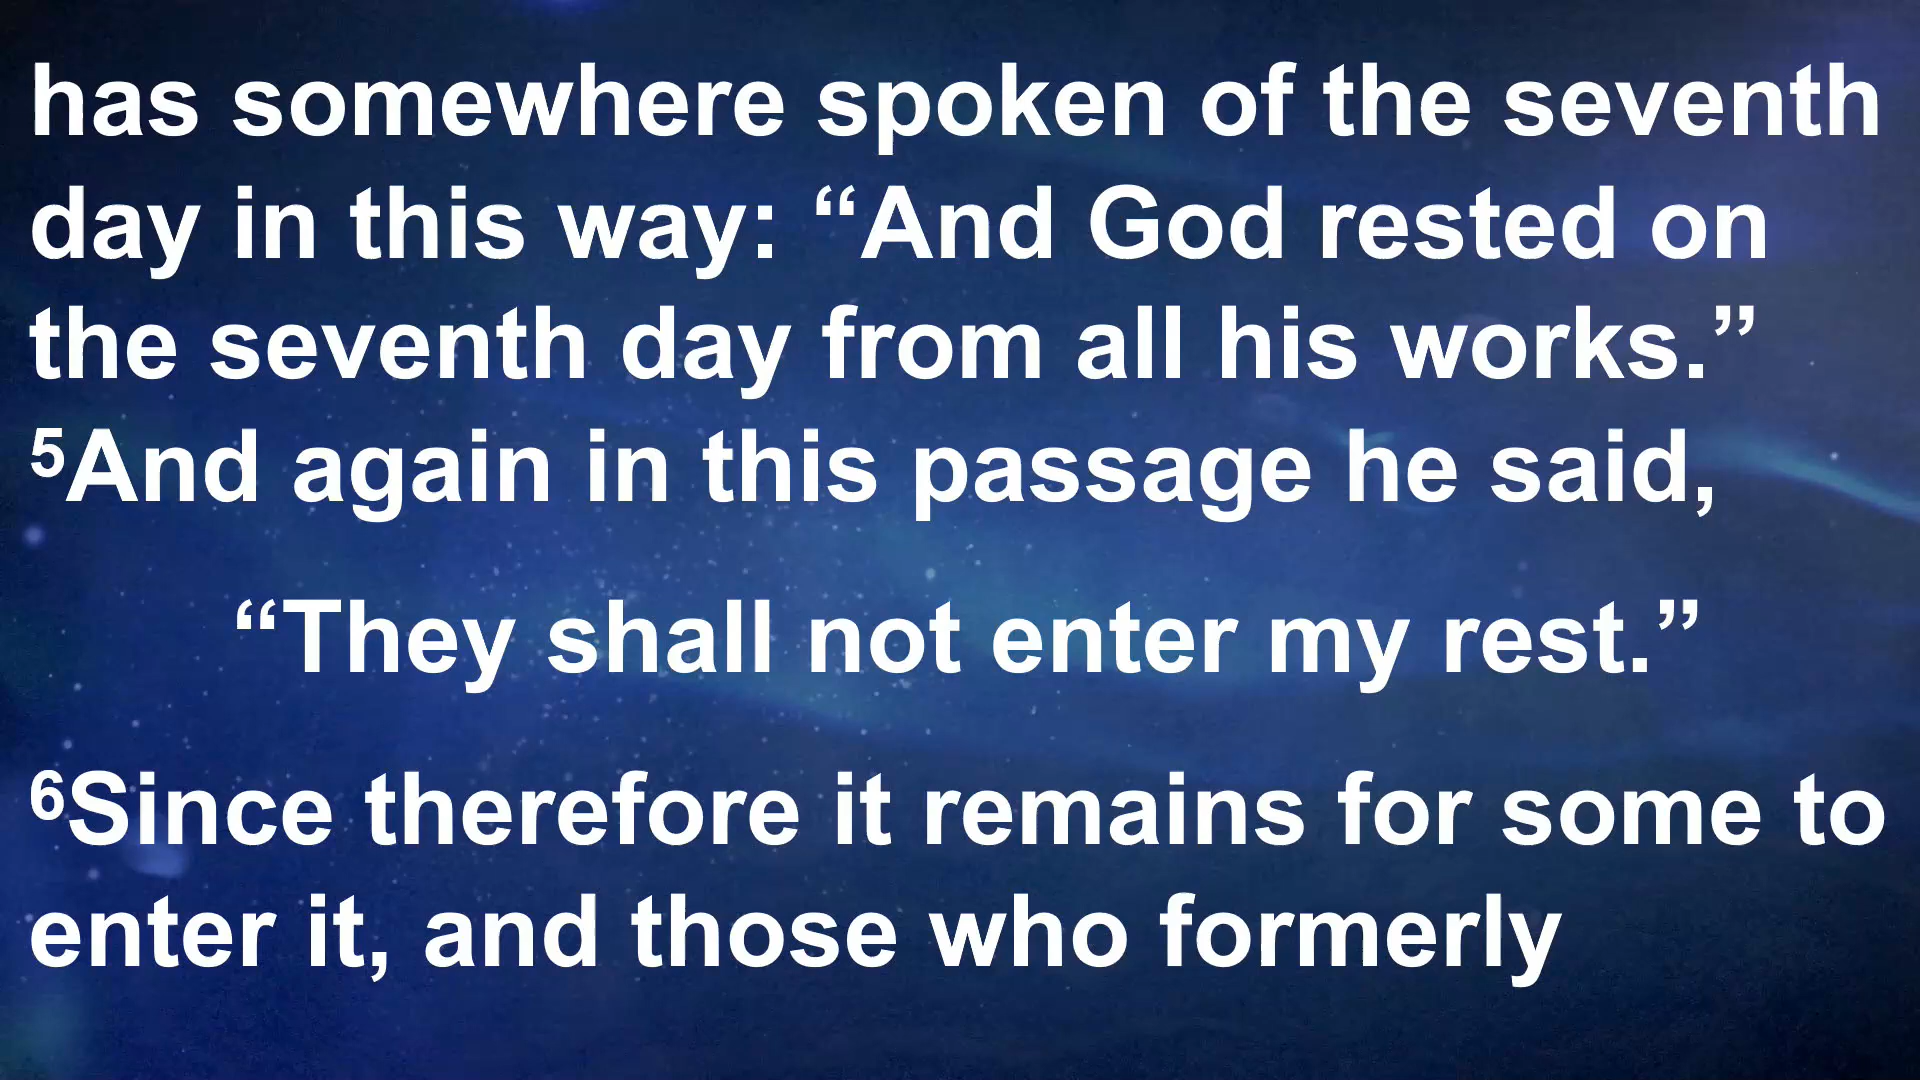 has somewhere spoken of the seventh
day in this way: “And God rested on
the seventh day from all his works.”
⁵And again in this passage he said,
“They shall not enter my rest.”
⁶Since therefore it remains for some to
enter it, and those who formerly